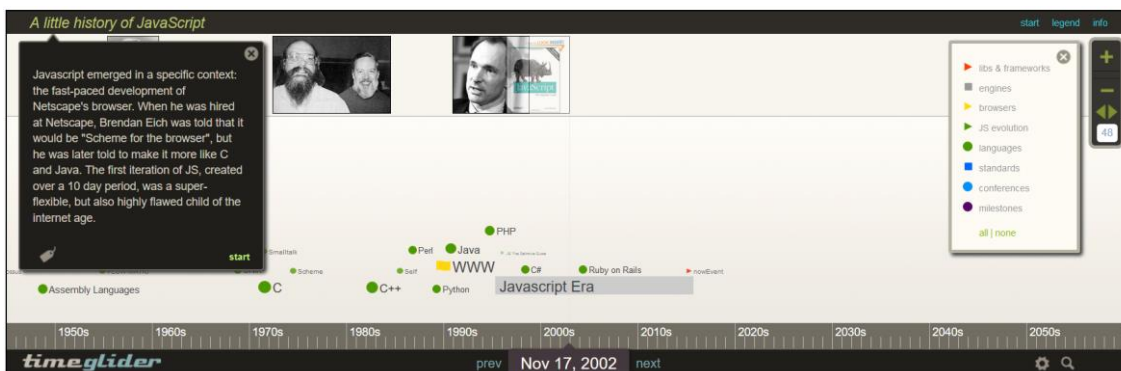 A little history of JavaScript
start legend info
Javascript emerged in a specific context:
the fast-paced development of
Netscape's browser. When he was hired
at Netscape, Brendan Eich was told that it
would be "Scheme for the browser", but
he was later told to make it more like C
and Java. The first iteration of JS, created
over a 10 day period, was a super-
flexible, but also highly flawed child of the
internet age.
start
JavaScript
libs & frameworks
engines
browsers
JS evolution
languages
standards
conferences
milestones
all | none
48
PHP
Smalltalk
Perl
Java
JS: The Definitive Guide
Scheme
Self
WWW
C#
Ruby on Rails
nowEvent
Assembly Languages
C
C++
Python
Javascript Era
1950s 1960s 1970s 1980s 1990s 2000s 2010s 2020s 2030s 2040s 2050s
timeglider
prev Nov 17, 2002 next